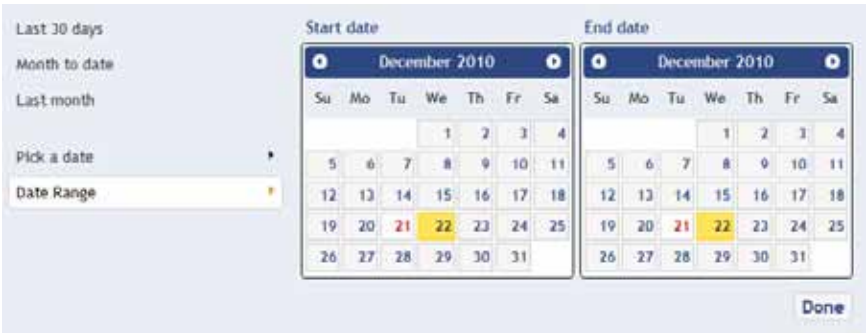 Last 30 days
Month to date
Last month
Pick a date
Date Range
Start date
December 2010
Su Mo Tu We Th Fr Sa
1 2 3 4
5 6 7 8 9 10 11
12 13 14 15 16 17 18
19 20 21 22 23 24 25
26 27 28 29 30 31
End date
December 2010
Su Mo Tu We Th Fr Sa
1 2 3 4
5 6 7 8 9 10 11
12 13 14 15 16 17 18
19 20 21 22 23 24 25
26 27 28 29 30 31
Done